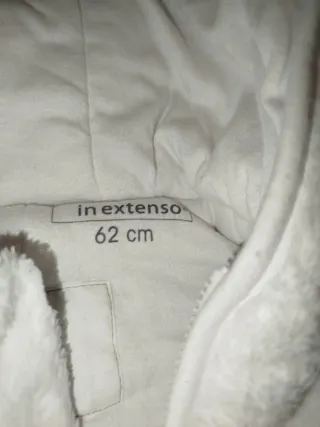 in extenso
62 cm